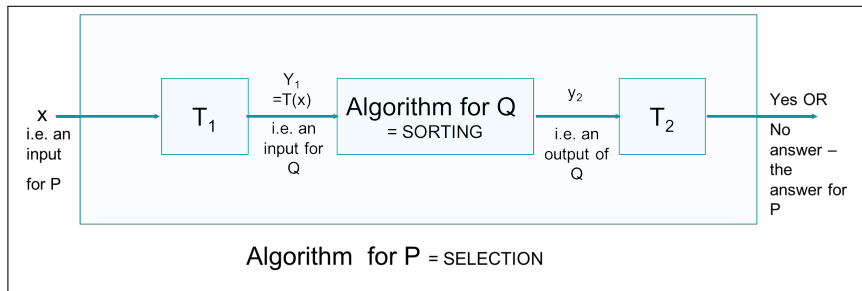 x
i.e. an
input
for P
T1
Y1
=T(x)
i.e. an
input for
Q
Algorithm for Q
= SORTING
y2
i.e. an
output of
Q
T2
Yes OR
No
answer –
the
answer for
P
Algorithm for P = SELECTION